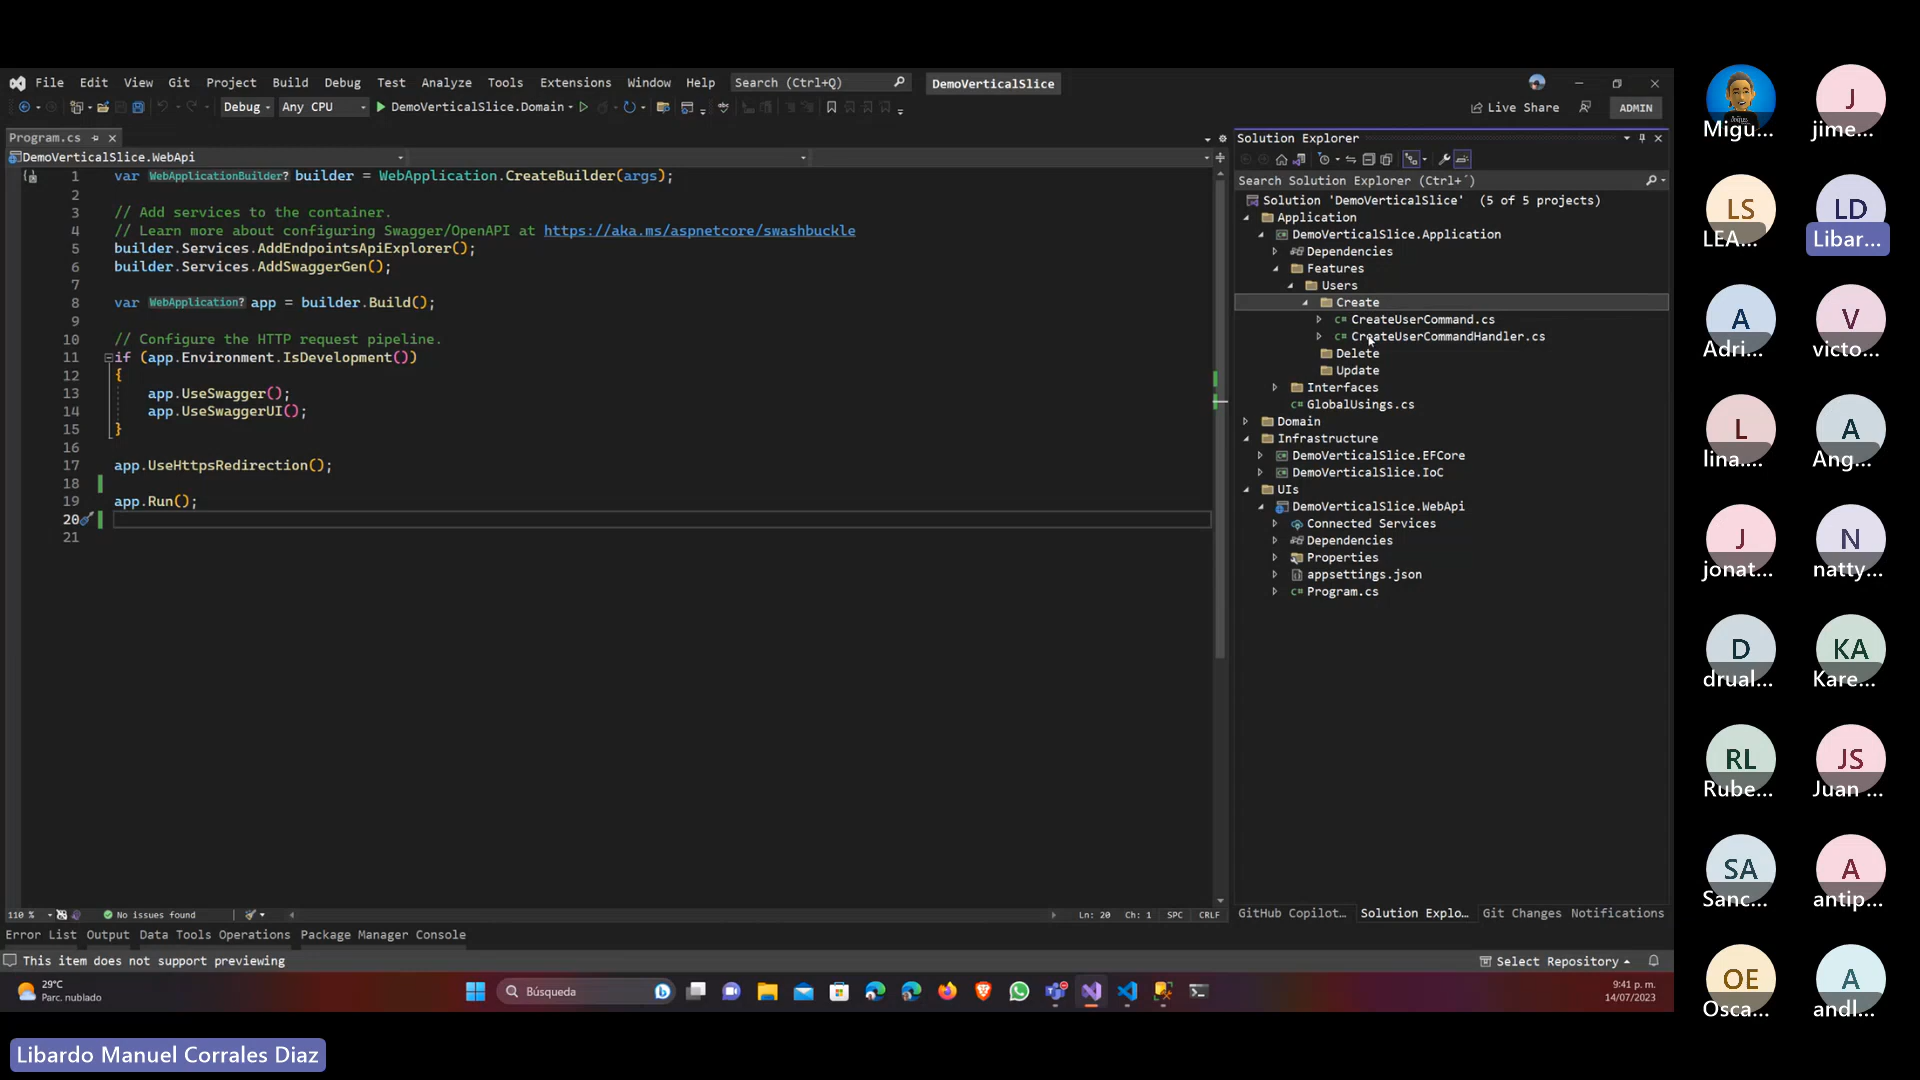 File Edit View Git Project Build Debug Test Analyze Tools Extensions Window Help Search (Ctrl+Q) DemoVerticalSlice
Debug Any CPU DemoVerticalSlice.Domain Live Share ADMIN
Program.cs
DemoVerticalSlice.WebApi
1 var WebApplicationBuilder? builder = WebApplication.CreateBuilder(args);
2
3 // Add services to the container.
4 // Learn more about configuring Swagger/OpenAPI at https://aka.ms/aspnetcore/swashbuckle
5 builder.Services.AddEndpointsApiExplorer();
6 builder.Services.AddSwaggerGen();
7
8 var WebApplication? app = builder.Build();
9
10 // Configure the HTTP request pipeline.
11 if (app.Environment.IsDevelopment())
12 {
13 app.UseSwagger();
14 app.UseSwaggerUI();
15 }
16
17 app.UseHttpsRedirection();
18
19 app.Run();
20
21
110 % No issues found Ln: 20 Ch: 1 SPC CRLF
Solution Explorer
Search Solution Explorer (Ctrl+´)
Solution 'DemoVerticalSlice' (5 of 5 projects)
Application
DemoVerticalSlice.Application
Dependencies
Features
Users
Create
CreateUserCommand.cs
CreateUserCommandHandler.cs
Delete
Update
Interfaces
GlobalUsings.cs
Domain
Infrastructure
DemoVerticalSlice.EFCore
DemoVerticalSlice.IoC
UIs
DemoVerticalSlice.WebApi
Connected Services
Dependencies
Properties
appsettings.json
Program.cs
GitHub Copilot... Solution Explo... Git Changes Notifications
Error List Output Data Tools Operations Package Manager Console
This item does not support previewing Select Repository
29°C
Parc. nublado
Búsqueda
9:41 p. m.
14/07/2023
Migu...
J
jime...
LS
LEA...
LD
Libar...
A
Adri...
V
victo...
L
lina....
A
Ang...
J
jonat...
N
natty...
D
drual...
KA
Kare...
RL
Rube...
JS
Juan ...
SA
Sanc...
A
antip...
OE
Osca...
A
andl...
Libardo Manuel Corrales Diaz